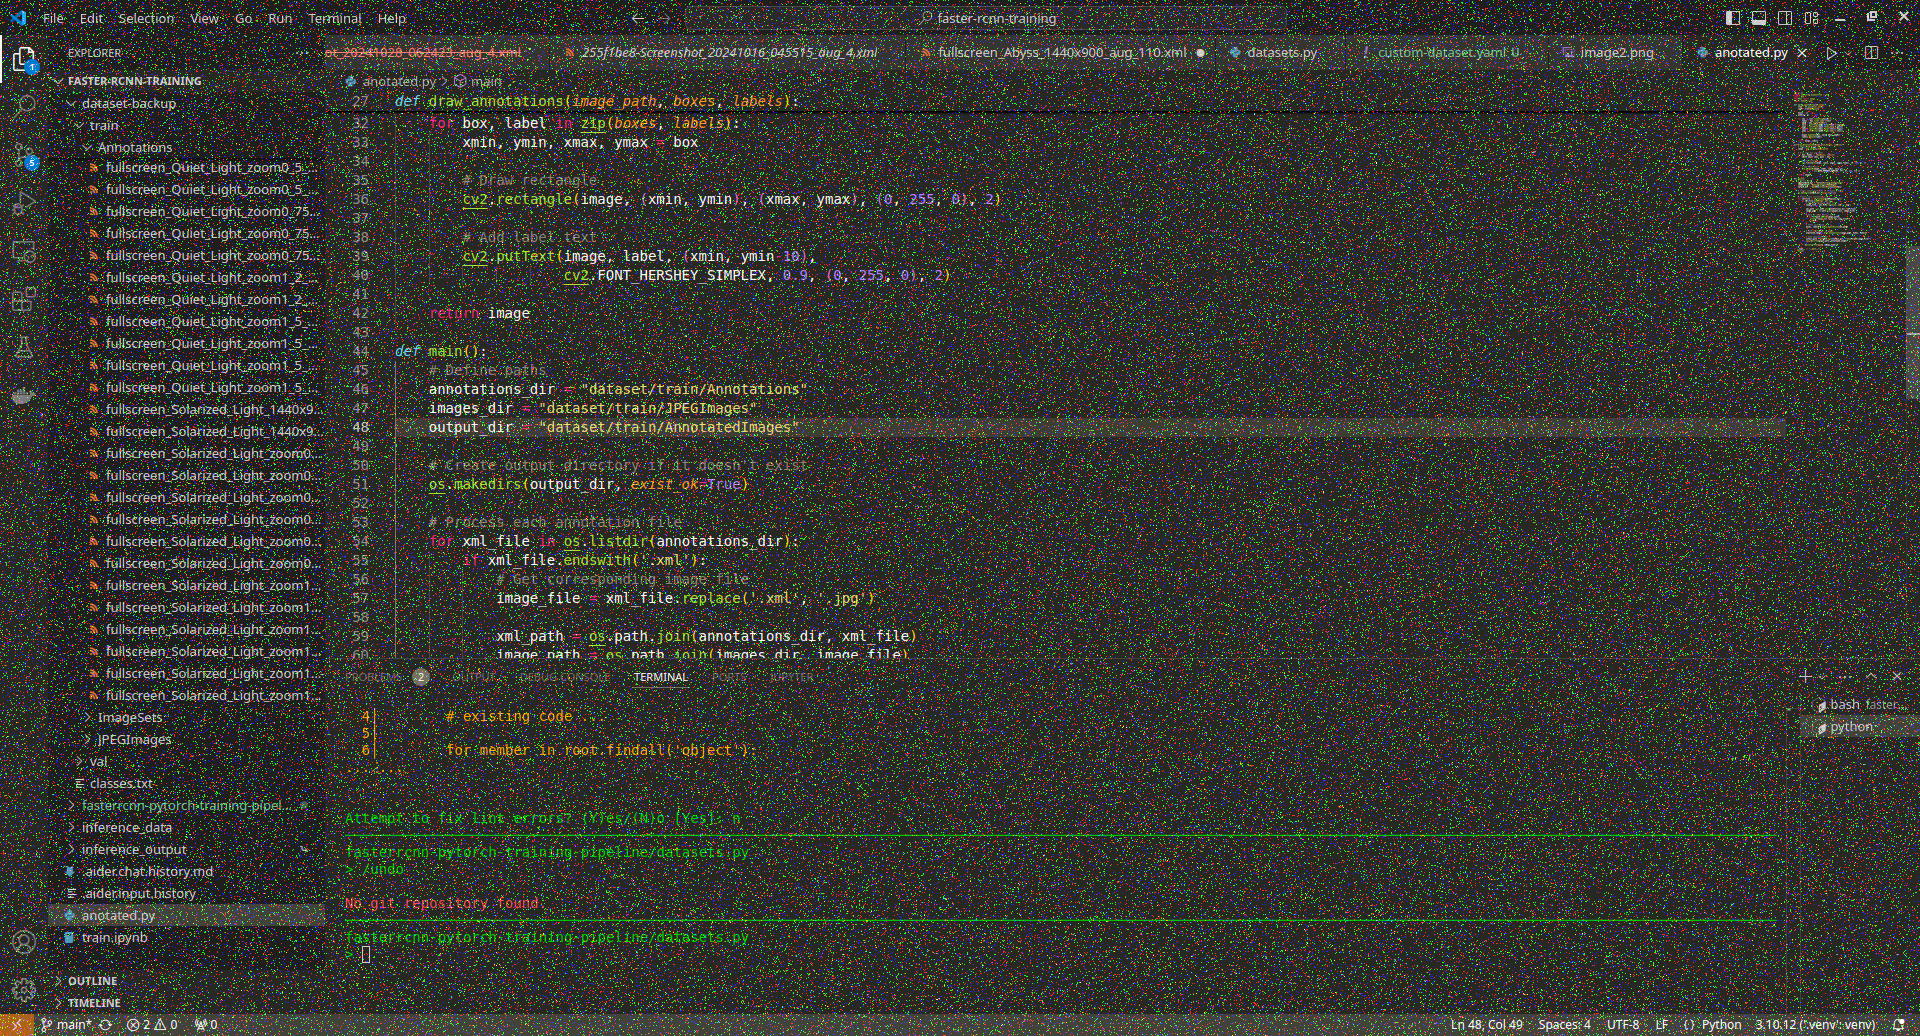 File Edit Selection View Go Run Terminal Help
faster-rcnn-training
EXPLORER
FASTER-RCNN-TRAINING
dataset-backup
train
Annotations
fullscreen_Quiet_Light_zoom0_5_...
fullscreen_Quiet_Light_zoom0_5_...
fullscreen_Quiet_Light_zoom0_75...
fullscreen_Quiet_Light_zoom0_75...
fullscreen_Quiet_Light_zoom0_75...
fullscreen_Quiet_Light_zoom1_2_...
fullscreen_Quiet_Light_zoom1_2_...
fullscreen_Quiet_Light_zoom1_5_...
fullscreen_Quiet_Light_zoom1_5_...
fullscreen_Quiet_Light_zoom1_5_...
fullscreen_Quiet_Light_zoom1_5_...
fullscreen_Solarized_Light_1440x9...
fullscreen_Solarized_Light_1440x9...
fullscreen_Solarized_Light_zoom0...
fullscreen_Solarized_Light_zoom0...
fullscreen_Solarized_Light_zoom0...
fullscreen_Solarized_Light_zoom0...
fullscreen_Solarized_Light_zoom0...
fullscreen_Solarized_Light_zoom0...
fullscreen_Solarized_Light_zoom1...
fullscreen_Solarized_Light_zoom1...
fullscreen_Solarized_Light_zoom1...
fullscreen_Solarized_Light_zoom1...
fullscreen_Solarized_Light_zoom1...
fullscreen_Solarized_Light_zoom1...
ImageSets
JPEGImages
val
classes.txt
fasterrcnn-pytorch-training-pipel...
inference_data
inference_output
.aider.chat.history.md
.aider.input.history
anotated.py
train.ipynb
OUTLINE
TIMELINE
ot_20241023_062423_aug_4.xml 255f1be8-Screenshot_20241016_045515_aug_4.xml fullscreen_Abyss_1440x900_aug_110.xml datasets.py custom-dataset.yaml U image2.png anotated.py
anotated.py > main
27 def draw_annotations(image_path, boxes, labels):
32 for box, label in zip(boxes, labels):
33 xmin, ymin, xmax, ymax = box
34
35 # Draw rectangle
36 cv2.rectangle(image, (xmin, ymin), (xmax, ymax), (0, 255, 0), 2)
37
38 # Add label text
39 cv2.putText(image, label, (xmin, ymin-10),
40 cv2.FONT_HERSHEY_SIMPLEX, 0.9, (0, 255, 0), 2)
41
42 return image
43
44 def main():
45 # Define paths
46 annotations_dir = "dataset/train/Annotations"
47 images_dir = "dataset/train/JPEGImages"
48 output_dir = "dataset/train/AnnotatedImages"
49
50 # Create output directory if it doesn't exist
51 os.makedirs(output_dir, exist_ok=True)
52
53 # Process each annotation file
54 for xml_file in os.listdir(annotations_dir):
55 if xml_file.endswith('.xml'):
56 # Get corresponding image file
57 image_file = xml_file.replace('.xml', '.jpg')
58
59 xml_path = os.path.join(annotations_dir, xml_file)
60 image_path = os.path.join(images_dir, image_file)
PROBLEMS 2 OUTPUT DEBUG CONSOLE TERMINAL PORTS JUPYTER
4 # existing code ...
5
6 for member in root.findall('object'):
Attempt to fix lint errors? (Y)es/(N)o [Yes]: n
fasterrcnn-pytorch-training-pipeline/datasets.py
> /undo
No git repository found.
fasterrcnn-pytorch-training-pipeline/datasets.py
bash faster...
python
main* 2 0 0
Ln 48, Col 49 Spaces: 4 UTF-8 LF Python 3.10.12 ('.venv': venv)